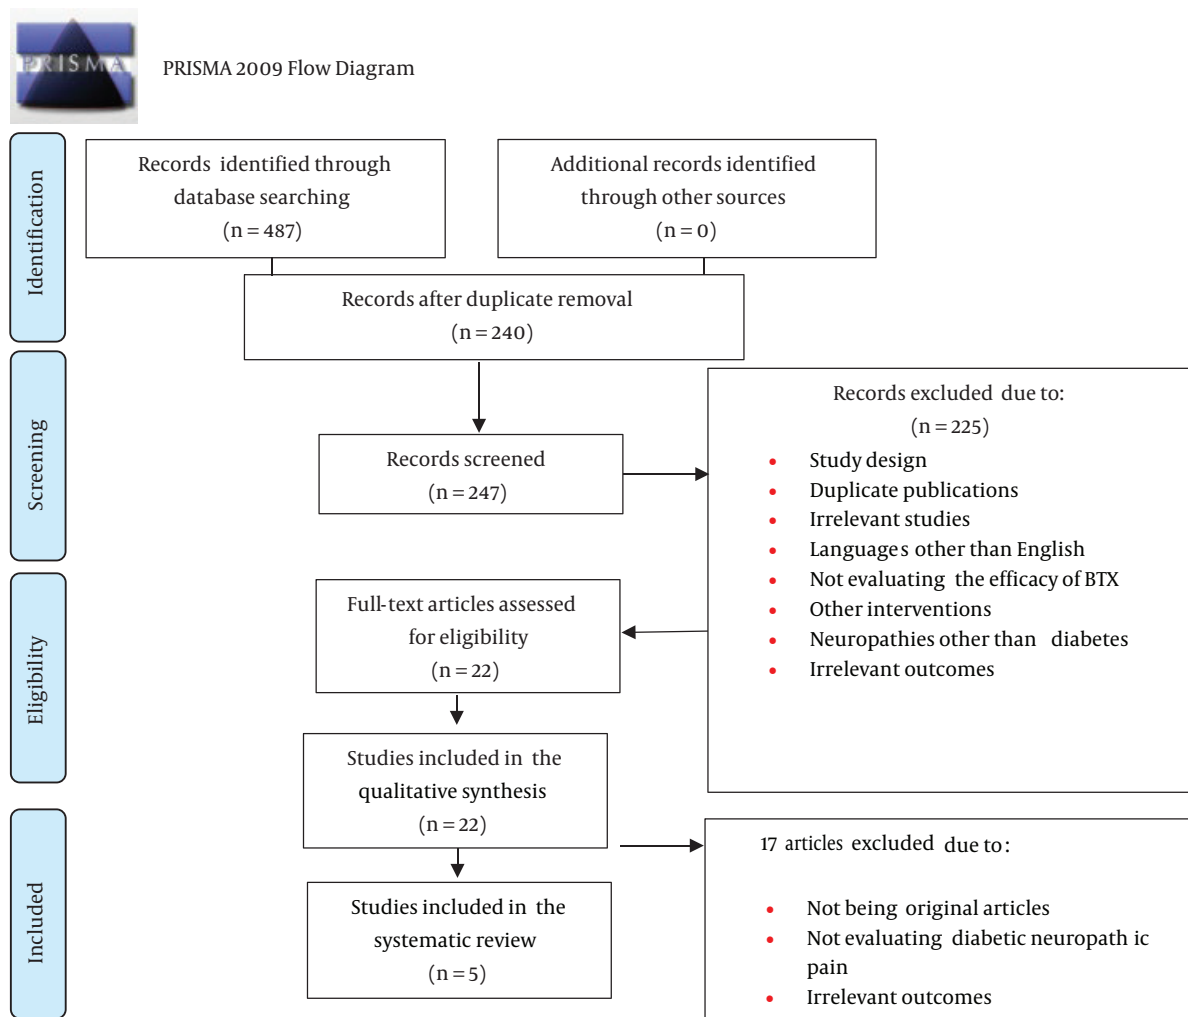 PRISMA
PRISMA 2009 Flow Diagram
Identification
Records identified through
database searching
(n = 487)
Additional records identified
through other sources
(n = 0)
Records after duplicate removal
(n = 240)
Screening
Records screened
(n = 247)
Records excluded due to:
(n = 225)
• Study design
• Duplicate publications
• Irrelevant studies
• Languages other than English
• Not evaluating the efficacy of BTX
• Other interventions
• Neuropathies other than diabetes
• Irrelevant outcomes
Eligibility
Full-text articles assessed
for eligibility
(n = 22)
Studies included in the
qualitative synthesis
(n = 22)
Included
17 articles excluded due to:
• Not being original articles
• Not evaluating diabetic neuropath ic
pain
• Irrelevant outcomes
Studies included in the
systematic review
(n = 5)